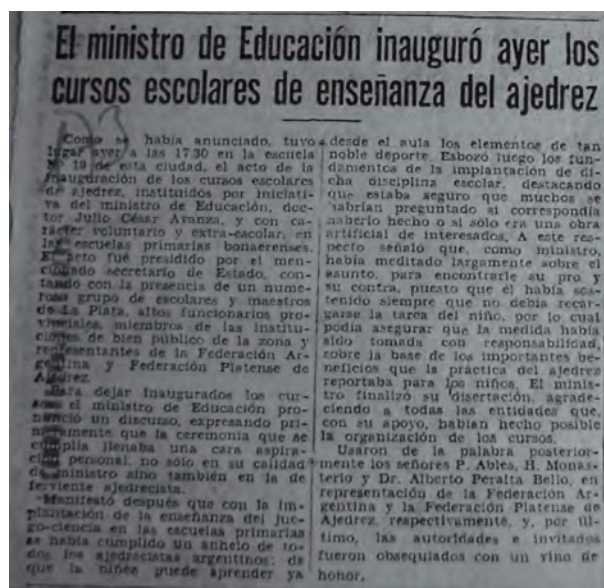 El ministro de Educación inauguró ayer los
cursos escolares de enseñanza del ajedrez
Como se había anunciado, tuvo
lugar ayer a las 17.30 en la escuela
Nº 19 de esta ciudad, el acto de la
inauguración de los cursos escolares
de ajedrez, instituídos por iniciati-
va del ministro de Educación, doc-
tor Julio César Avanza, y con ca-
rácter voluntario y extra-escolar, en
las escuelas primarias bonaerenses.
El acto fué presidido por el men-
cionado secretario de Estado, con-
tando con la presencia de un nume-
roso grupo de escolares y maestros
de La Plata, altos funcionarios pro-
vinciales, miembros de las institu-
ciones de bien público de la zona y
representantes de la Federación Ar-
gentina y Federación Platense de
Ajedrez.
Para dejar inaugurados los cur-
sos el ministro de Educación pro-
nunció un discurso, expresando pri-
meramente que la ceremonia que se
cumplía llenaba una cara aspira-
ción personal, no sólo en su calidad
de ministro sino también en la de
ferviente ajedrecista.
Manifestó después que con la im-
plantación de la enseñanza del jue-
go-ciencia en las escuelas primarias
se había cumplido un anhelo de to-
dos los ajedrecistas argentinos; de
que la niñez puede aprender ya
desde el aula los elementos de tan
noble deporte. Esbozó luego los fun-
damentos de la implantación de di-
cha disciplina escolar, destacando
que estaba seguro que muchos se
habrían preguntado si correspondía
haberlo hecho o si sólo era una obra
artificial de interesados. A este res-
pecto señaló que, como ministro,
había meditado largamente sobre el
asunto, para encontrarle su pro y
su contra, puesto que él había sos-
tenido siempre que no debía recar-
garse la tarea del niño, por lo cual
podía asegurar que la medida había
sido tomada con responsabilidad,
sobre la base de los importantes be-
neficios que la práctica del ajedrez
reportaba para los niños. El minis-
tro finalizó su disertación, agrade-
ciendo a todas las entidades que,
con su apoyo, habían hecho posible
la organización de los cursos.
Usaron de la palabra posterior-
mente los señores P. Ables, H. Monas-
terio y Dr. Alberto Peralta Bello, en
representación de la Federación Ar-
gentina y la Federación Platense de
Ajedrez, respectivamente, y, por úl-
timo, las autoridades e invitados
fueron obsequiados con un vino de
honor.